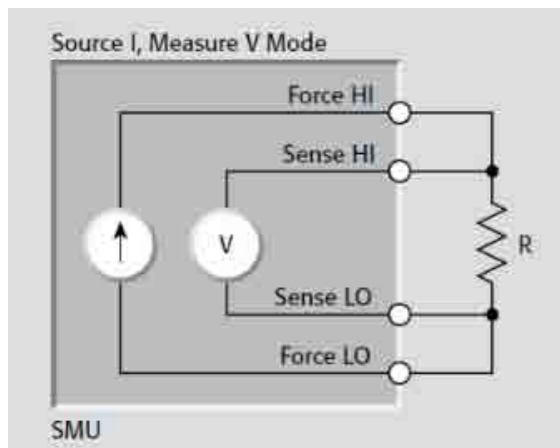 Source I, Measure V Mode
Force HI
Sense HI
V
R
Sense LO
Force LO
SMU